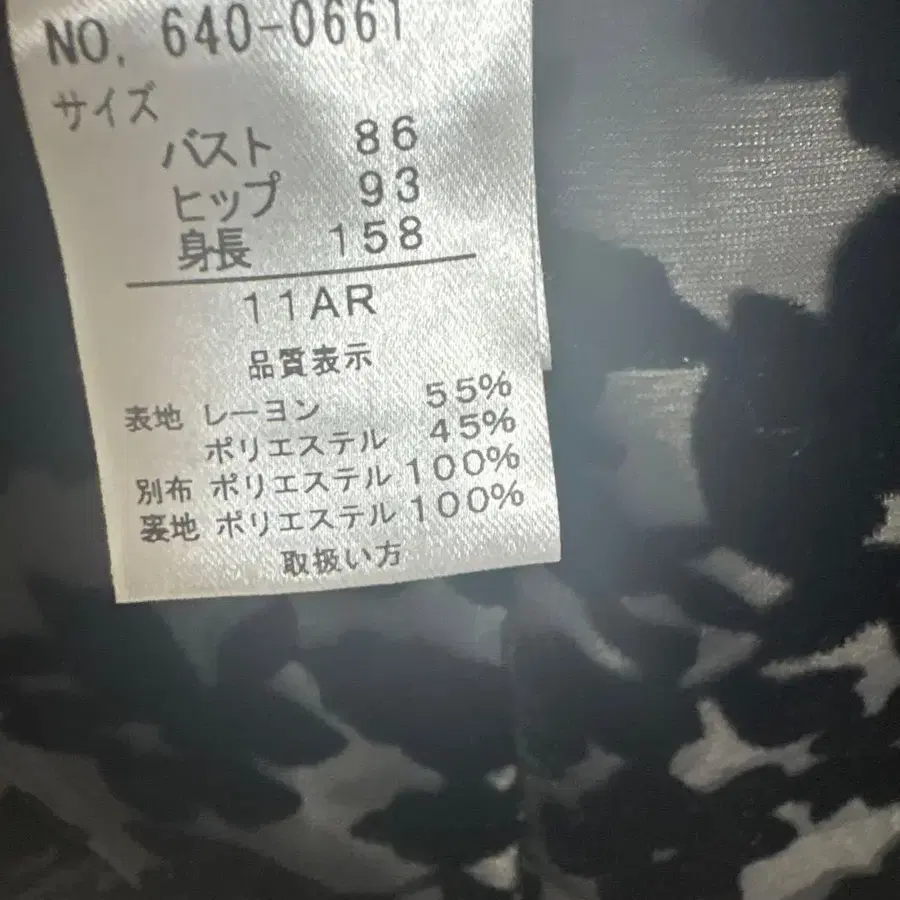 NO. 640-0661
サイズ
バスト 86
ヒップ 93
身長 158
11AR
品質表示
表地 レーヨン 55%
ポリエステル 45%
別布 ポリエステル 100%
裏地 ポリエステル 100%
取扱い方